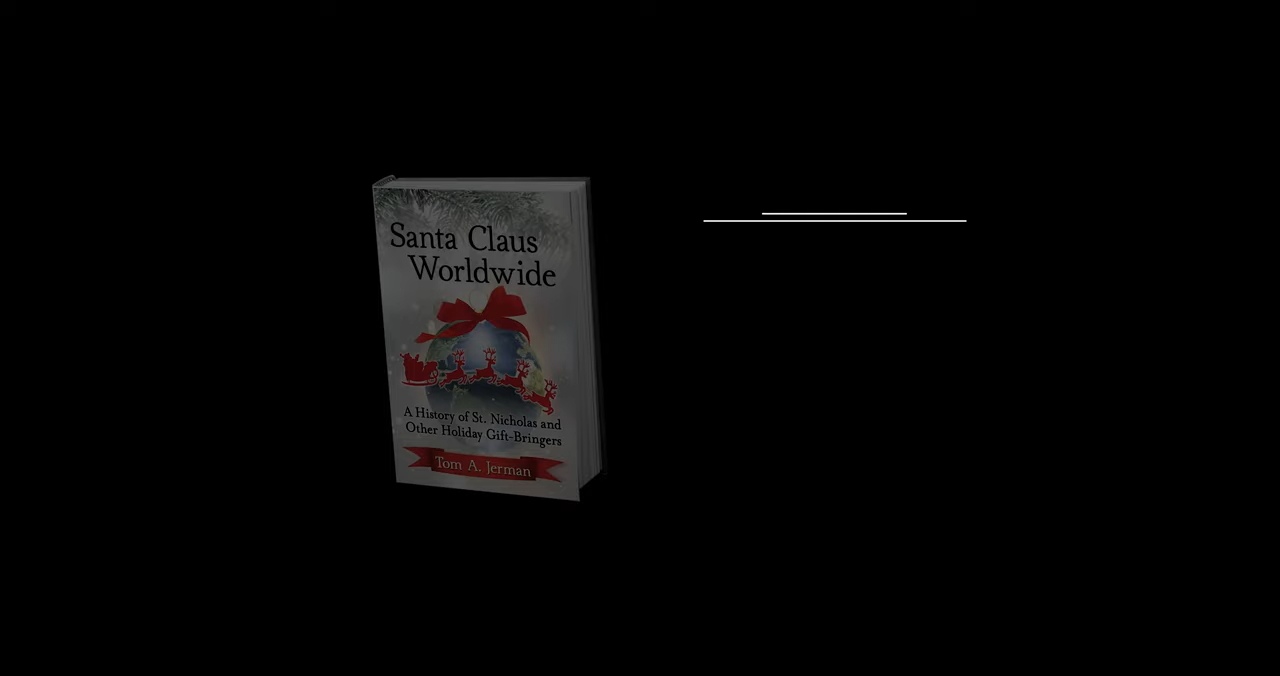 Santa Claus
Worldwide
A History of St. Nicholas and
Other Holiday Gift-Bringers
Tom A. Jerman